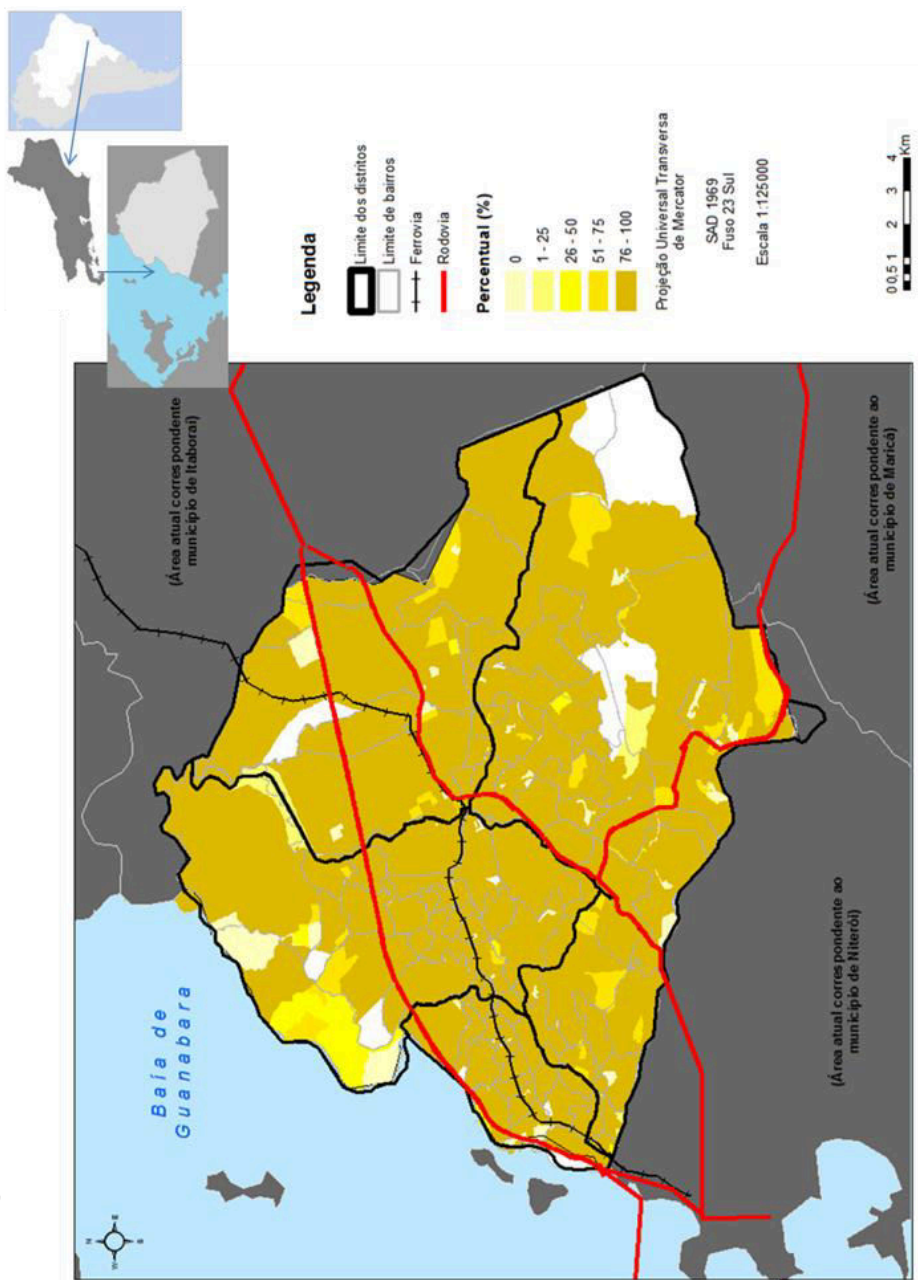 Baía de
Guanabara
(Área atual correspondente
município de Itaboraí)
(Área atual correspondente ao
município de Maricá)
(Área atual correspondente ao
município de Niterói)
N
W
E
S
Legenda
Limite dos distritos
Limite de bairros
Ferrovia
Rodovia
Percentual (%)
0
1 - 25
26 - 50
51 - 75
76 - 100
Projeção Universal Transversa
de Mercator
SAD 1969
Fuso 23 Sul
Escala 1:125000
0 0,5 1 2 3 4
Km